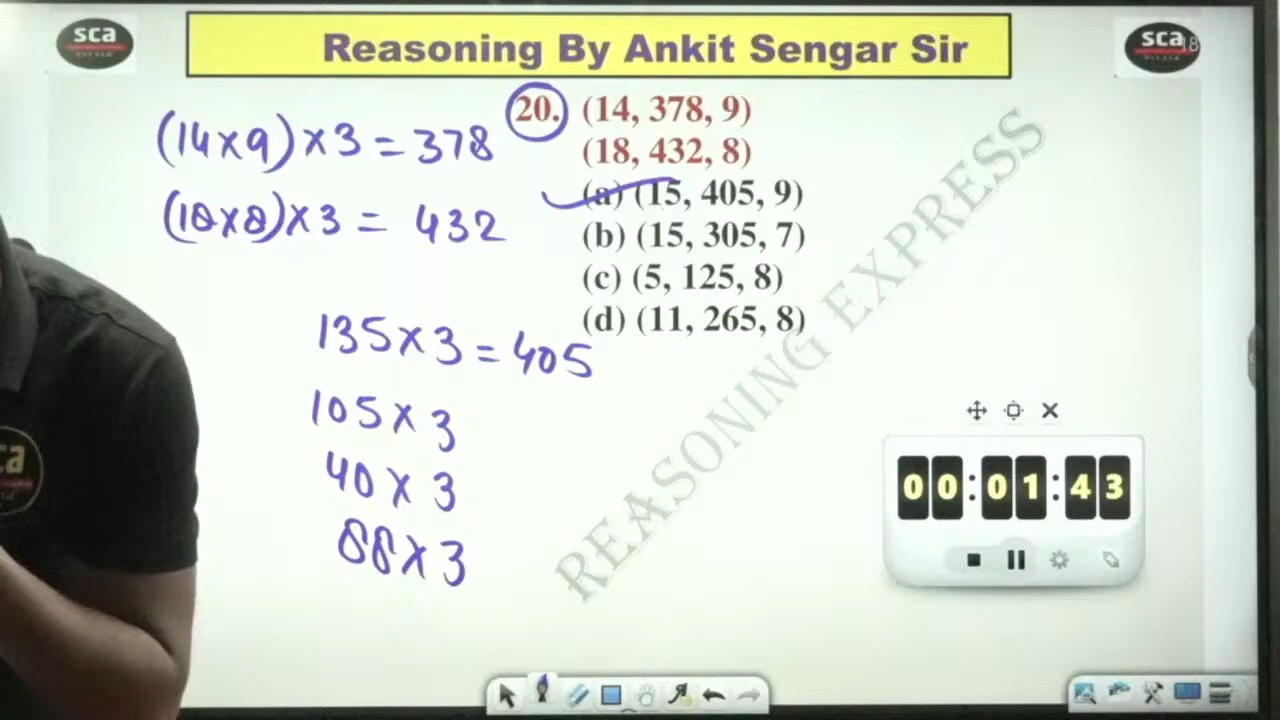 sca
Reasoning By Ankit Sengar Sir
sca
18
20. (14, 378, 9)
(18, 432, 8)
(a) (15, 405, 9)
(b) (15, 305, 7)
(c) (5, 125, 8)
(d) (11, 265, 8)
(14×9)×3=378
(18×8)×3= 432
135×3=405
105×3
40×3
88×3
REASONING EXPRESS
00:01:43
ca